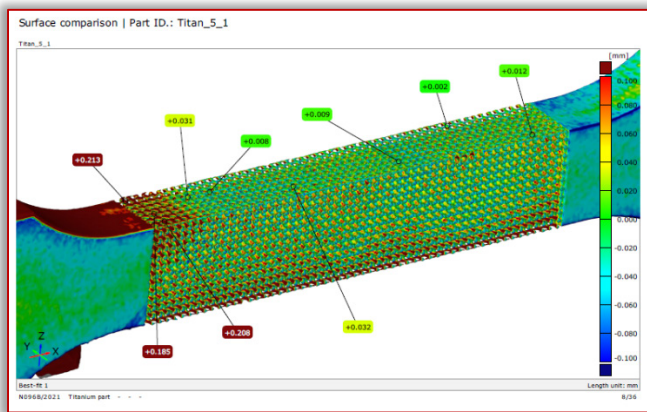 Surface comparison | Part ID.: Titan_5_1
Titan_5_1
[mm]
+0.012
+0.002
+0.009
+0.031
+0.008
+0.213
0.100
0.080
0.060
0.040
0.020
0.000
-0.020
-0.040
-0.060
-0.080
-0.100
+0.032
+0.208
+0.185
Z
Y
X
Best-fit 1
Length unit: mm
N0968/2021 Titanium part - - -
8/36